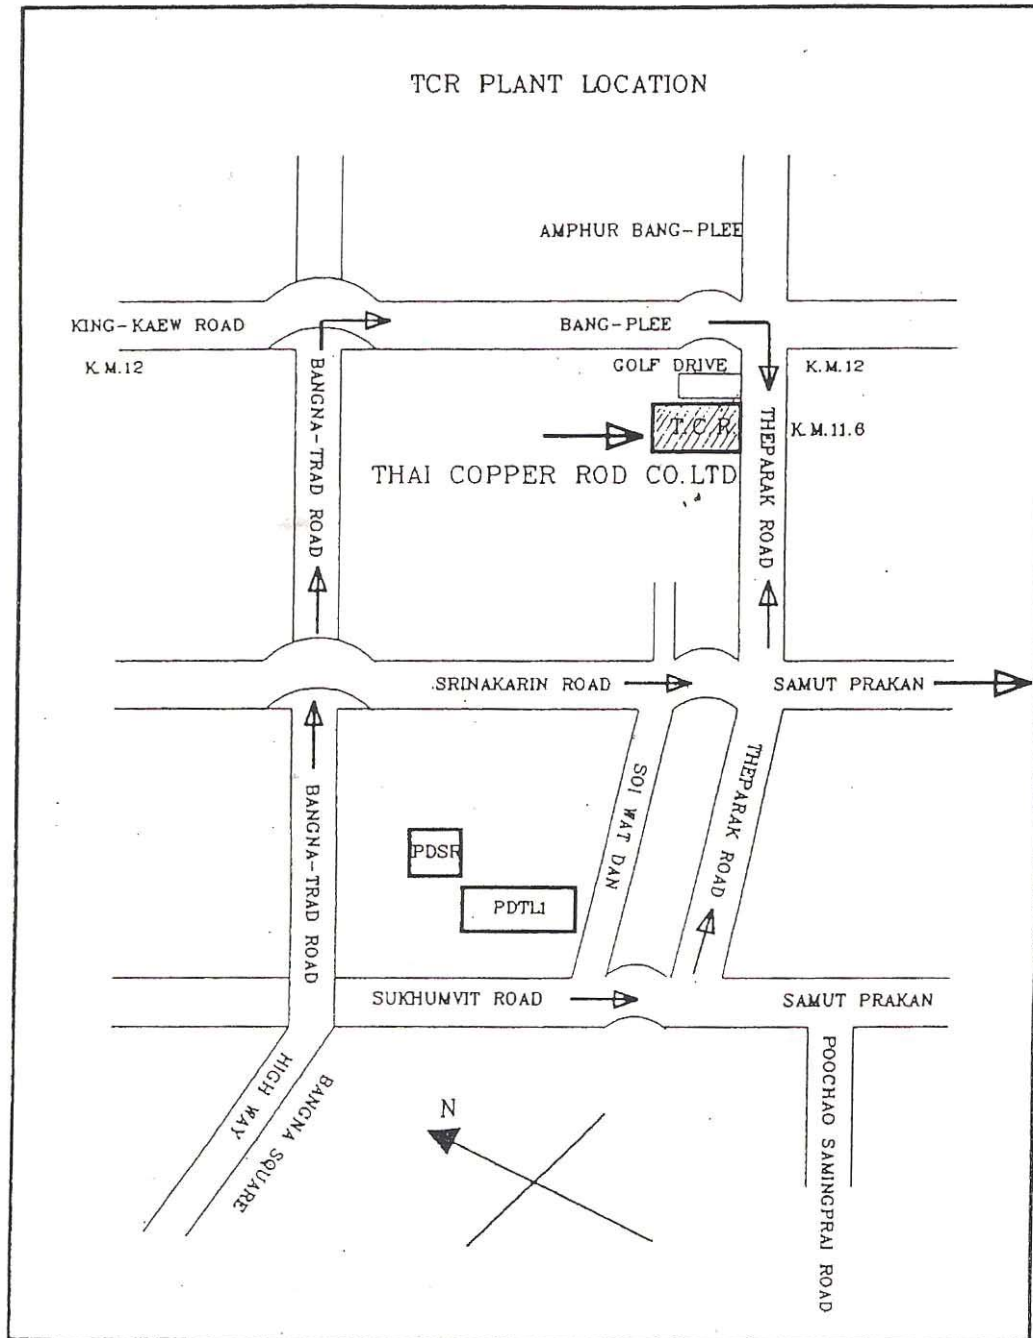 TCR PLANT LOCATION
AMPHUR BANG-PLEE
KING-KAEW ROAD
BANG-PLEE
K.M.12
GOLF DRIVE
K.M.12
T.C.R.
K.M.11.6
THAI COPPER ROD CO.LTD
BANGNA-TRAD ROAD
THEPARAK ROAD
SRINAKARIN ROAD
SAMUT PRAKAN
SOI WAT DAN
THEPARAK ROAD
BANGNA-TRAD ROAD
PDSR
PDTL1
SUKHUMVIT ROAD
SAMUT PRAKAN
HIGH WAY
BANGNA SQUARE
N
POOCHAO SAMINGPRAI ROAD